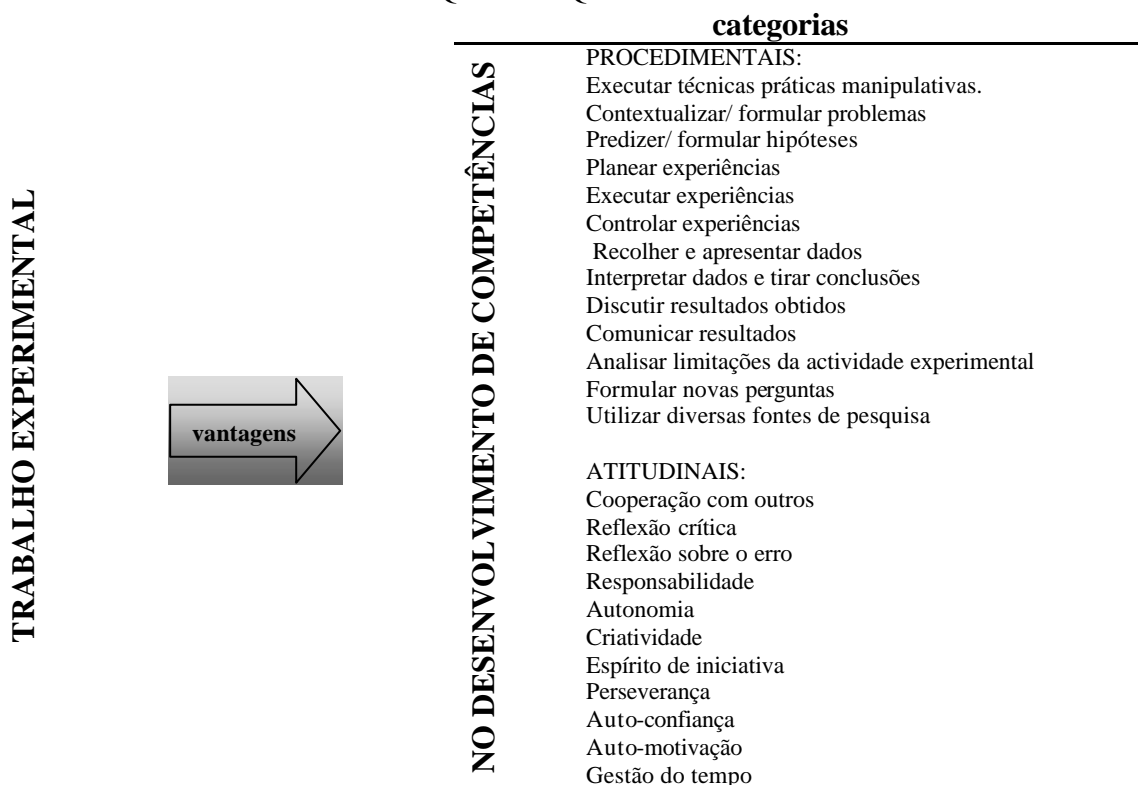 categorias
TRABALHO EXPERIMENTAL
vantagens
NO DESENVOLVIMENTO DE COMPETÊNCIAS
PROCEDIMENTAIS:
Executar técnicas práticas manipulativas.
Contextualizar/ formular problemas
Predizer/ formular hipóteses
Planear experiências
Executar experiências
Controlar experiências
Recolher e apresentar dados
Interpretar dados e tirar conclusões
Discutir resultados obtidos
Comunicar resultados
Analisar limitações da actividade experimental
Formular novas perguntas
Utilizar diversas fontes de pesquisa
ATITUDINAIS:
Cooperação com outros
Reflexão crítica
Reflexão sobre o erro
Responsabilidade
Autonomia
Criatividade
Espírito de iniciativa
Perseverança
Auto-confiança
Auto-motivação
Gestão do tempo